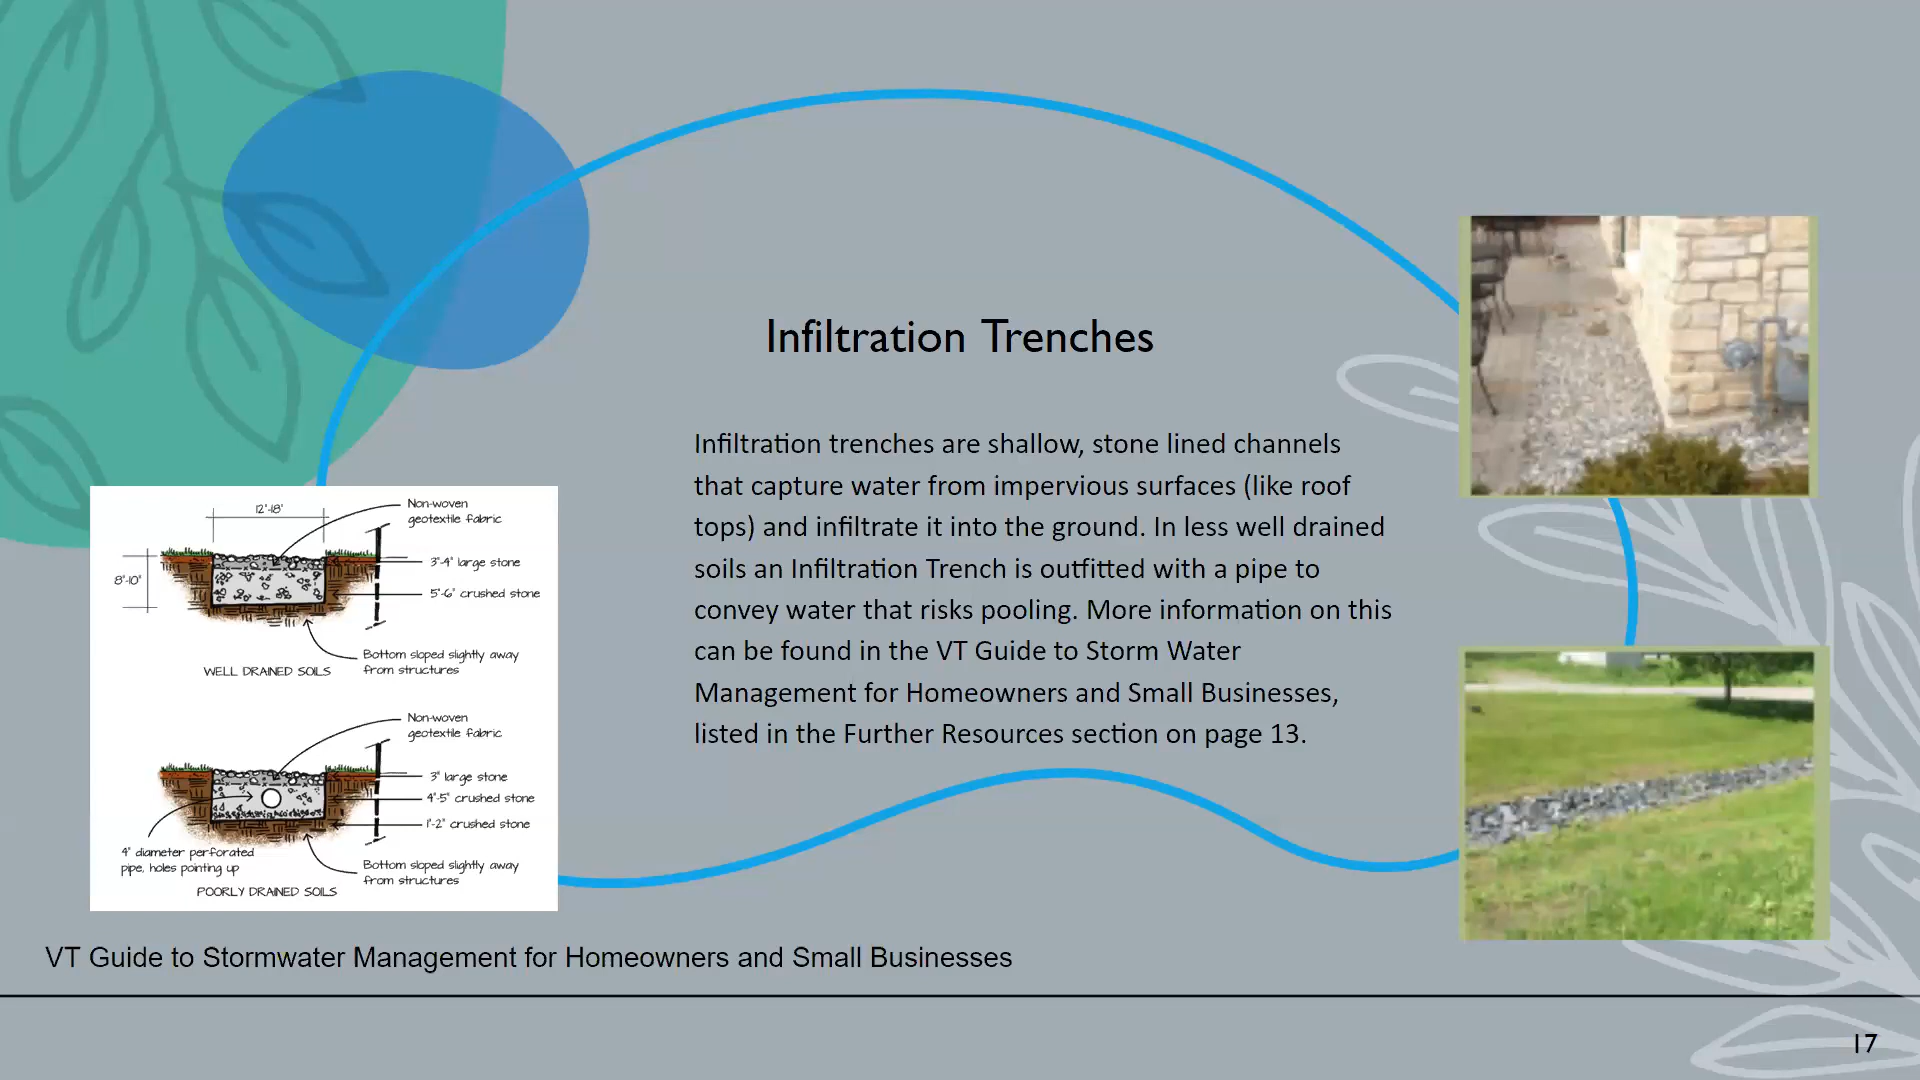 Infiltration Trenches
Infiltration trenches are shallow, stone lined channels
that capture water from impervious surfaces (like roof
tops) and infiltrate it into the ground. In less well drained
soils an Infiltration Trench is outfitted with a pipe to
convey water that risks pooling. More information on this
can be found in the VT Guide to Storm Water
Management for Homeowners and Small Businesses,
listed in the Further Resources section on page 13.
12"-18"
Non-woven
geotextile fabric
3"-4" large stone
8"-10"
5"-6" crushed stone
Bottom sloped slightly away
from structures
WELL DRAINED SOILS
Non-woven
geotextile fabric
3" large stone
4"-5" crushed stone
1"-2" crushed stone
4" diameter perforated
pipe, holes pointing up
Bottom sloped slightly away
from structures
POORLY DRAINED SOILS
VT Guide to Stormwater Management for Homeowners and Small Businesses
17